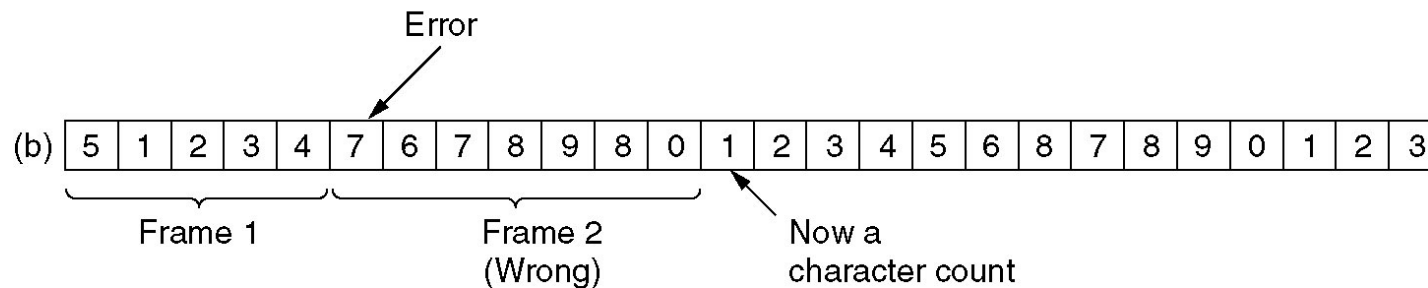 Error
(b) 5 1 2 3 4 7 6 7 8 9 8 0 1 2 3 4 5 6 8 7 8 9 0 1 2 3
Frame 1 Frame 2 Now a
(Wrong) character count